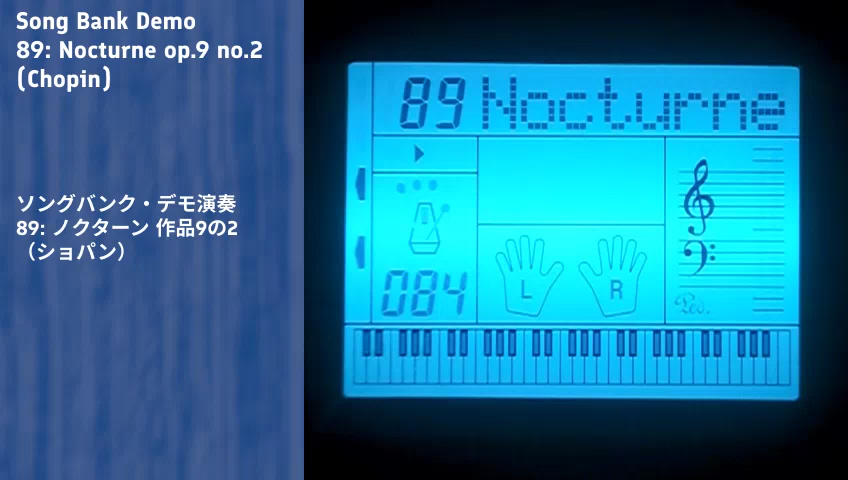 Song Bank Demo
89: Nocturne op.9 no.2
(Chopin)
ソングバンク・デモ演奏
89: ノクターン 作品9の2
（ショパン）
89 Nocturne
084
L R
Ped.